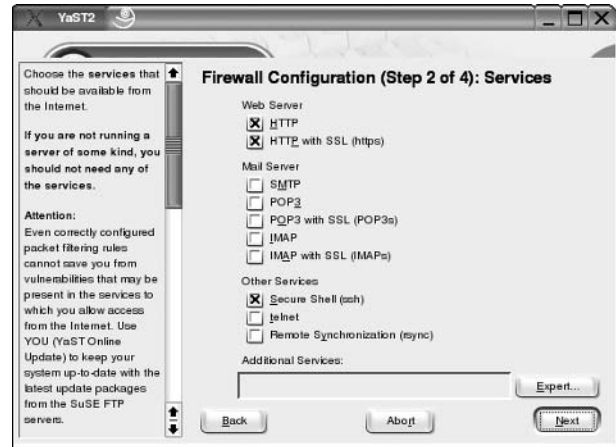 YaST2
Choose the services that
should be available from
the Internet.
If you are not running a
server of some kind, you
should not need any of
the services.
Attention:
Even correctly configured
packet filtering rules
cannot save you from
vulnerabilities that may be
present in the services to
which you allow access
from the Internet. Use
YOU (YaST Online
Update) to keep your
system up-to-date with the
latest update packages
from the SuSE FTP
servers.
Firewall Configuration (Step 2 of 4): Services
Web Server
HTTP
HTTP with SSL (https)
Mail Server
SMTP
POP3
POP3 with SSL (POP3s)
IMAP
IMAP with SSL (IMAPs)
Other Services
Secure Shell (ssh)
telnet
Remote Synchronization (rsync)
Additional Services:
Expert...
Back
Abort
Next